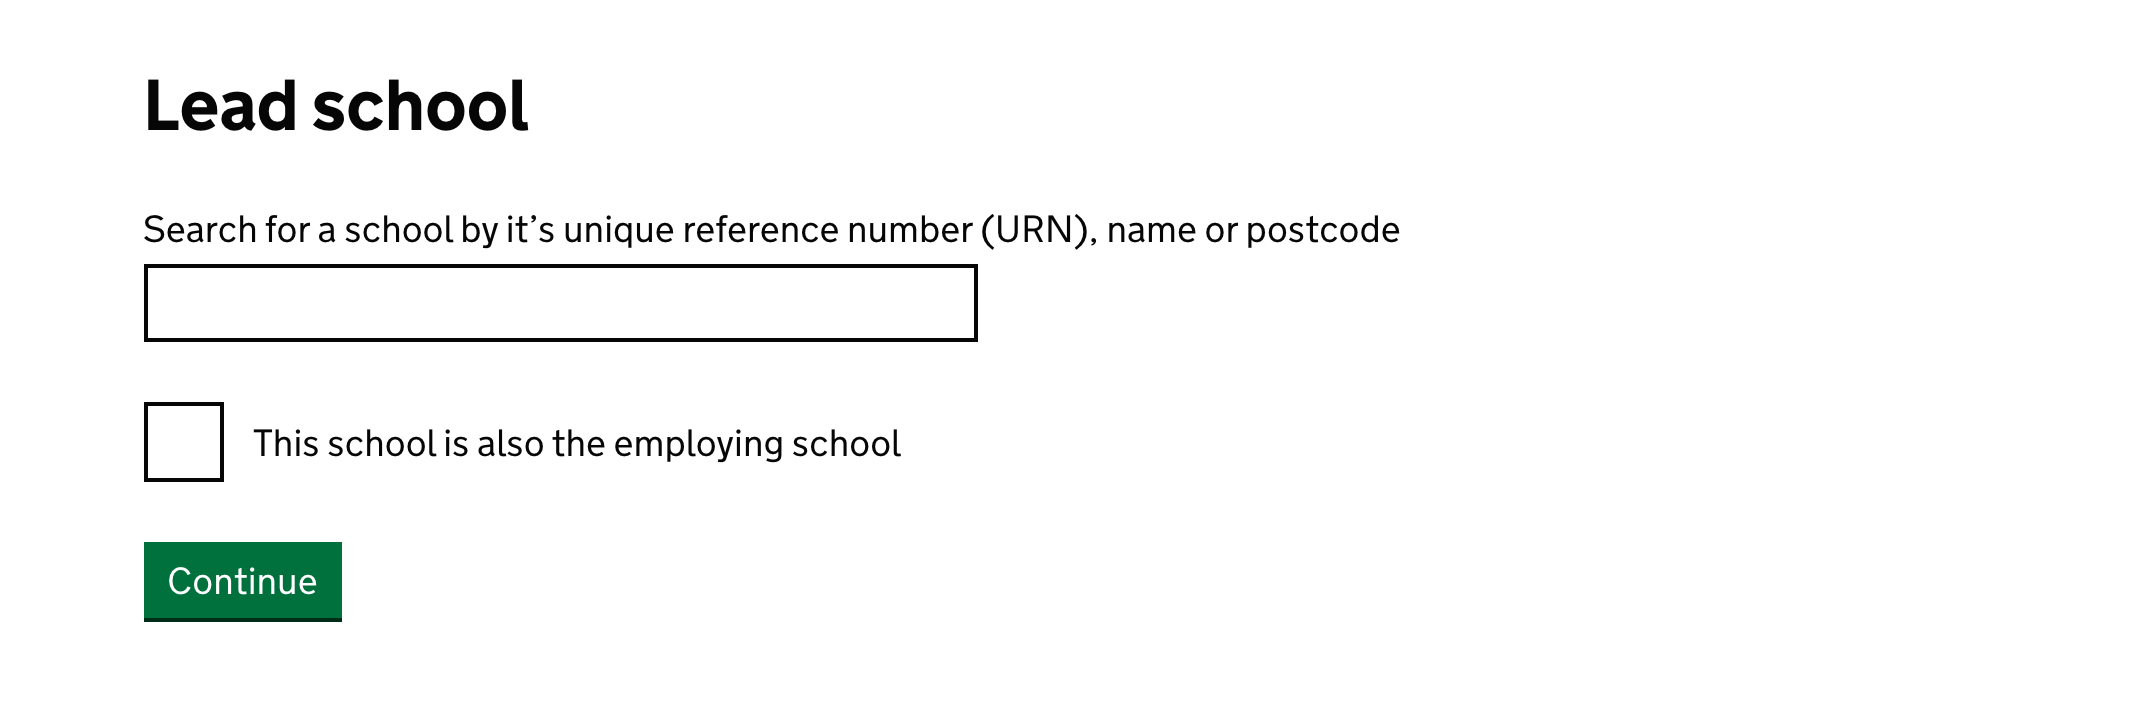 Lead school
Search for a school by it’s unique reference number (URN), name or postcode
This school is also the employing school
Continue